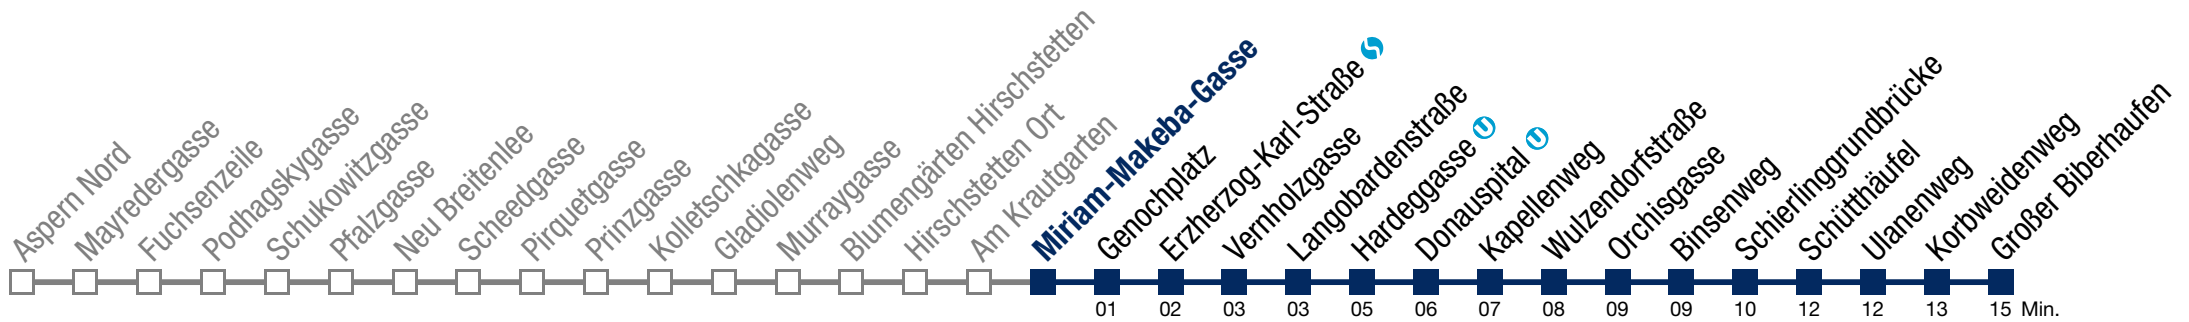 Aspern Nord
Mayredergasse
Fuchsenzeile
Podhagskygasse
Schukowitzgasse
Pfalzgasse
Neu Breitenlee
Scheedgasse
Pirquetgasse
Prinzgasse
Kolletschkagasse
Gladiolenweg
Murraygasse
Blumengärten Hirschstetten
Hirschstetten Ort
Am Krautgarten
Miriam-Makeba-Gasse
Genochplatz
Erzherzog-Karl-Straße S
Vernholzgasse
Langobardenstraße
Hardeggasse U
Donauspital U
Kapellenweg
Wulzendorfstraße
Orchisgasse
Binsenweg
Schierlinggrundbrücke
Schütthäufel
Ulanenweg
Korbweidenweg
Großer Biberhaufen
01 02 03 03 05 06 07 08 09 09 10 12 12 13 15 Min.